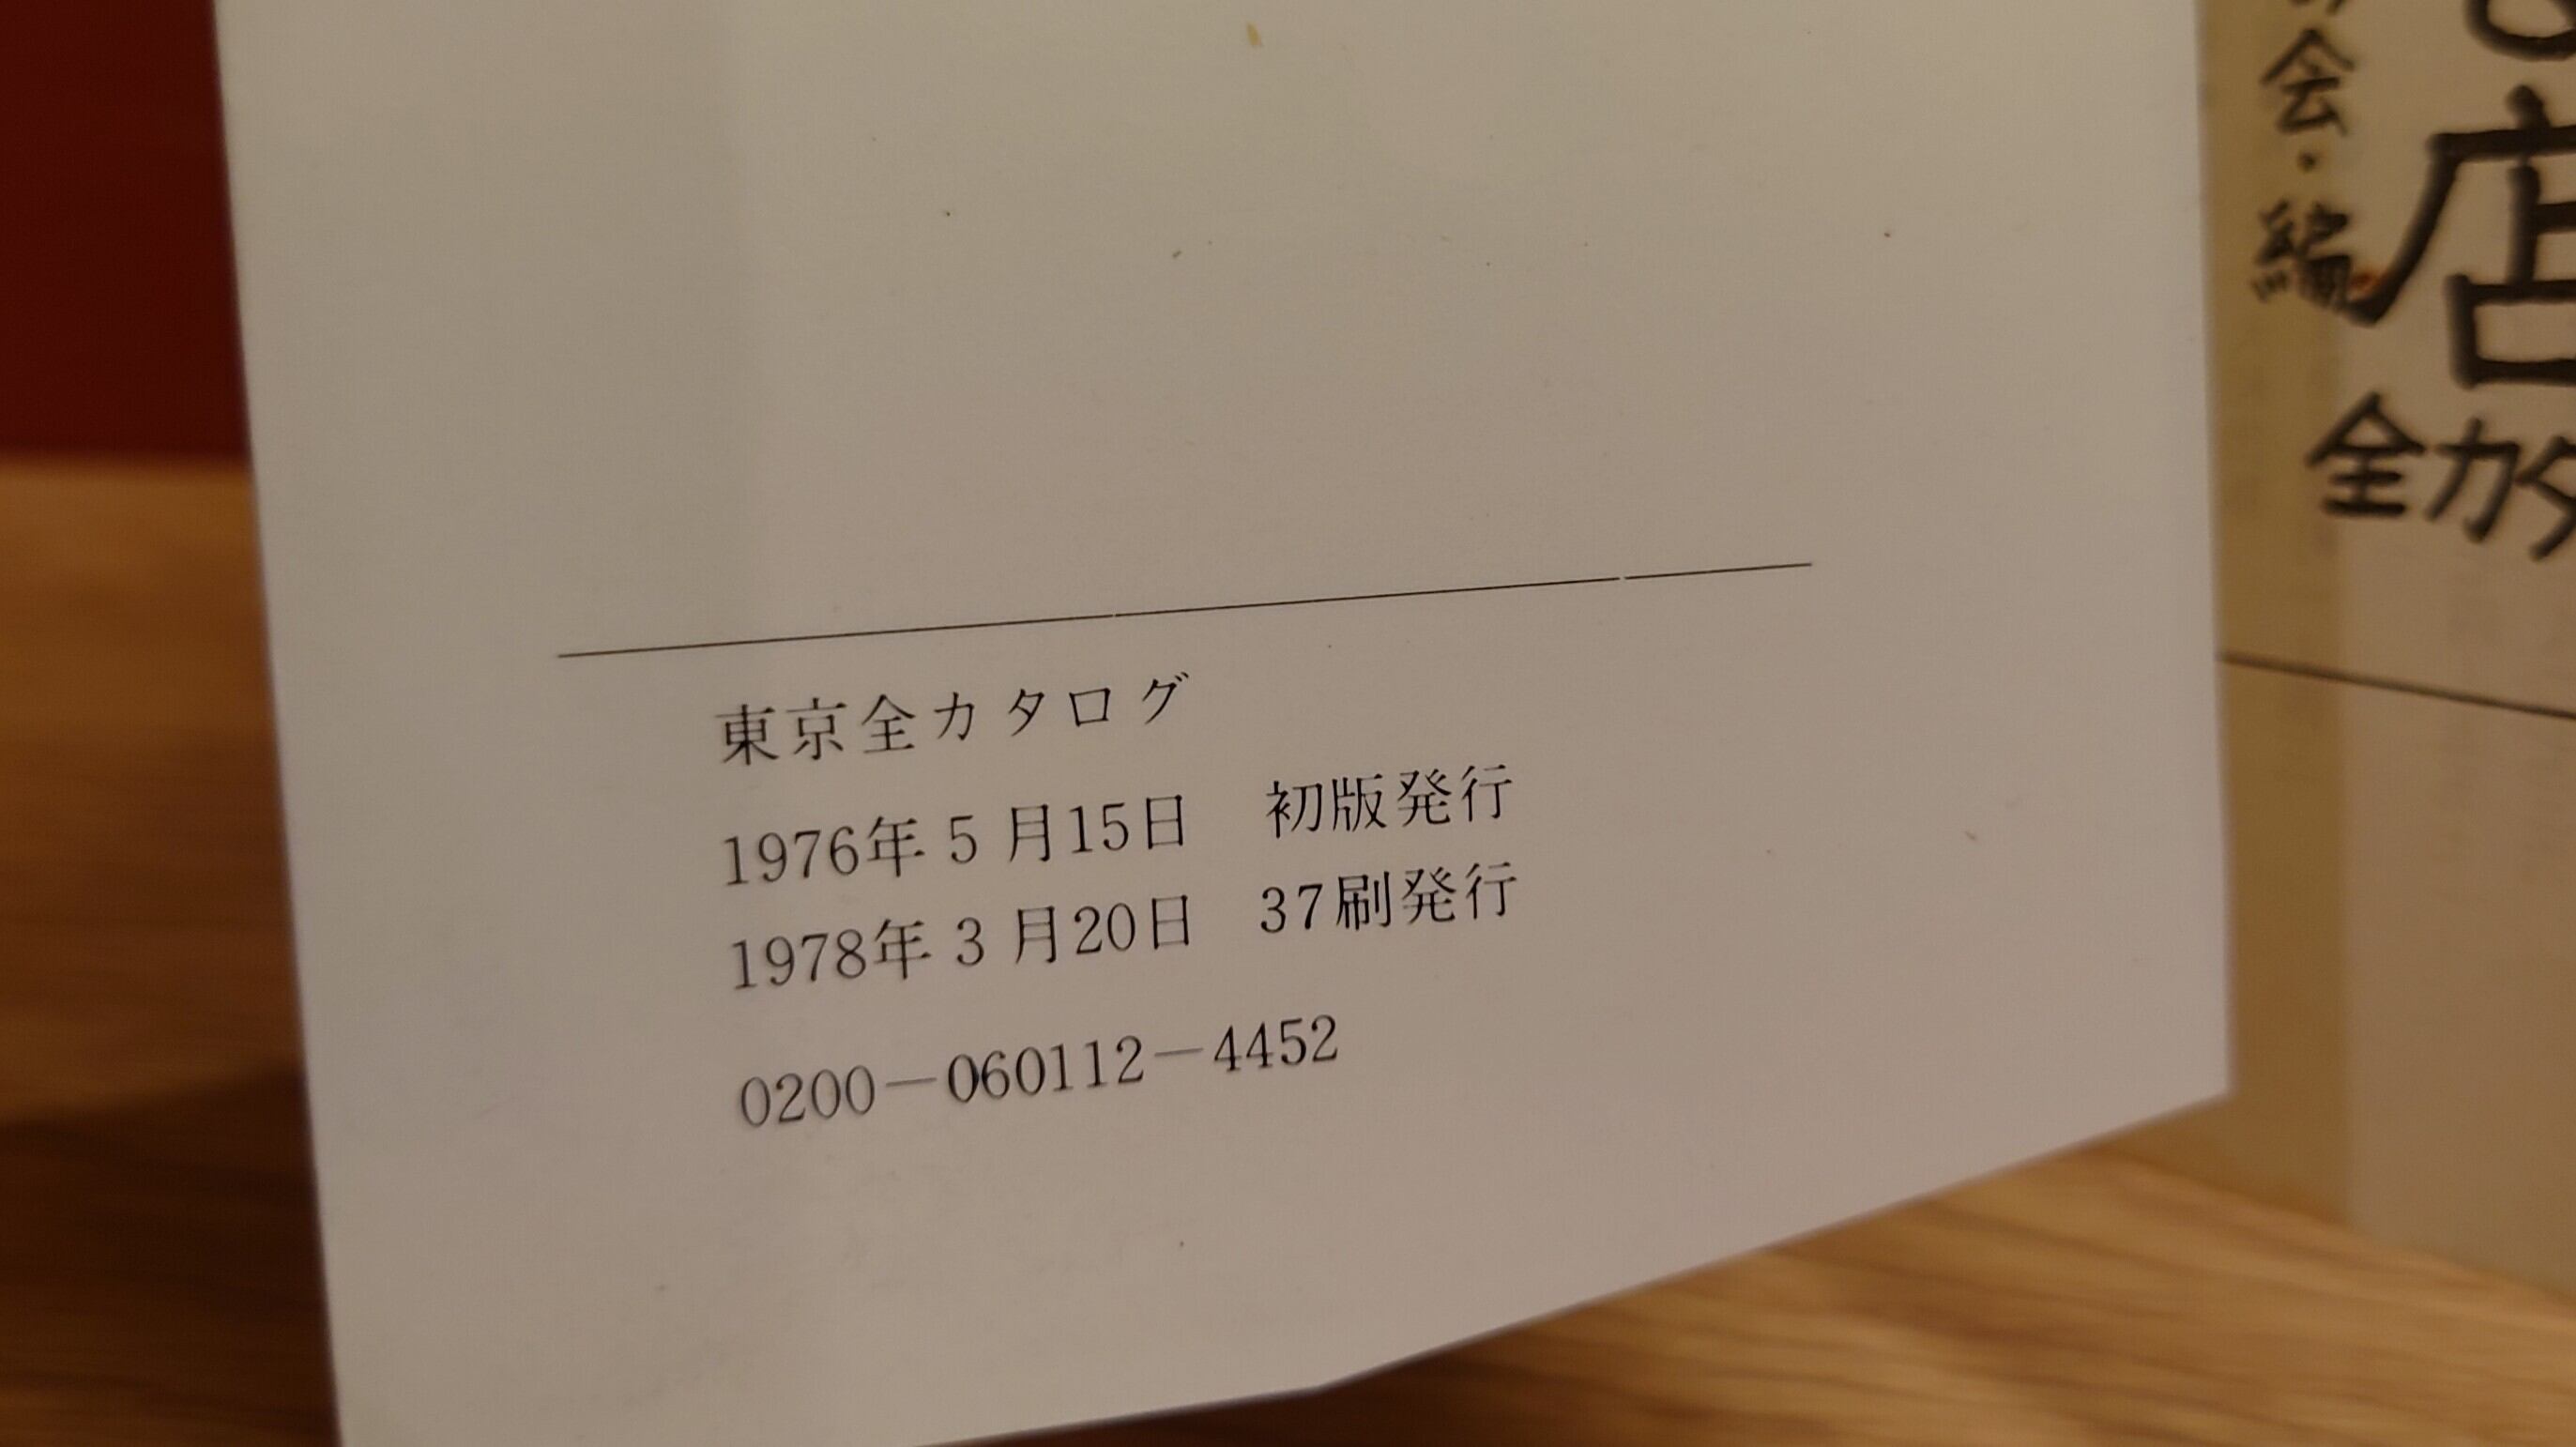 東京全カタログ
1976年5月15日 初版発行
1978年3月20日 37刷発行
0200－060112－4452
会・編
店
全カタ